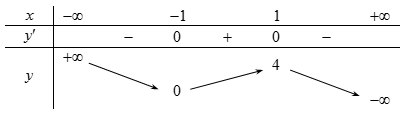 x −∞ −1 1 +∞
y′ − 0 + 0 −
+∞ 4
y
0 −∞